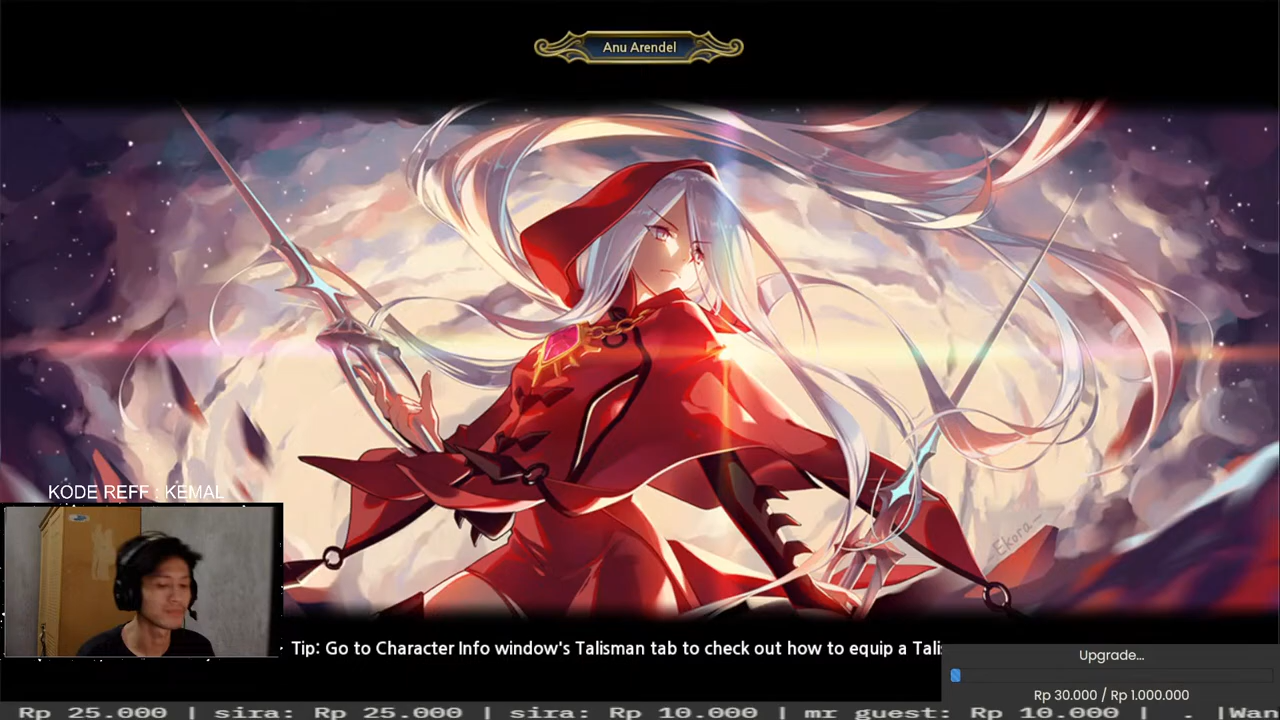 Anu Arendel
Ekora
KODE REFF : KEMAL
Tip: Go to Character Info window's Talisman tab to check out how to equip a Tali
Upgrade...
Rp 30.000 / Rp 1.000.000
Rp 25.000 | sira: Rp 25.000 | sira: Rp 10.000 | mr guest: Rp 10.000 | . |Wan